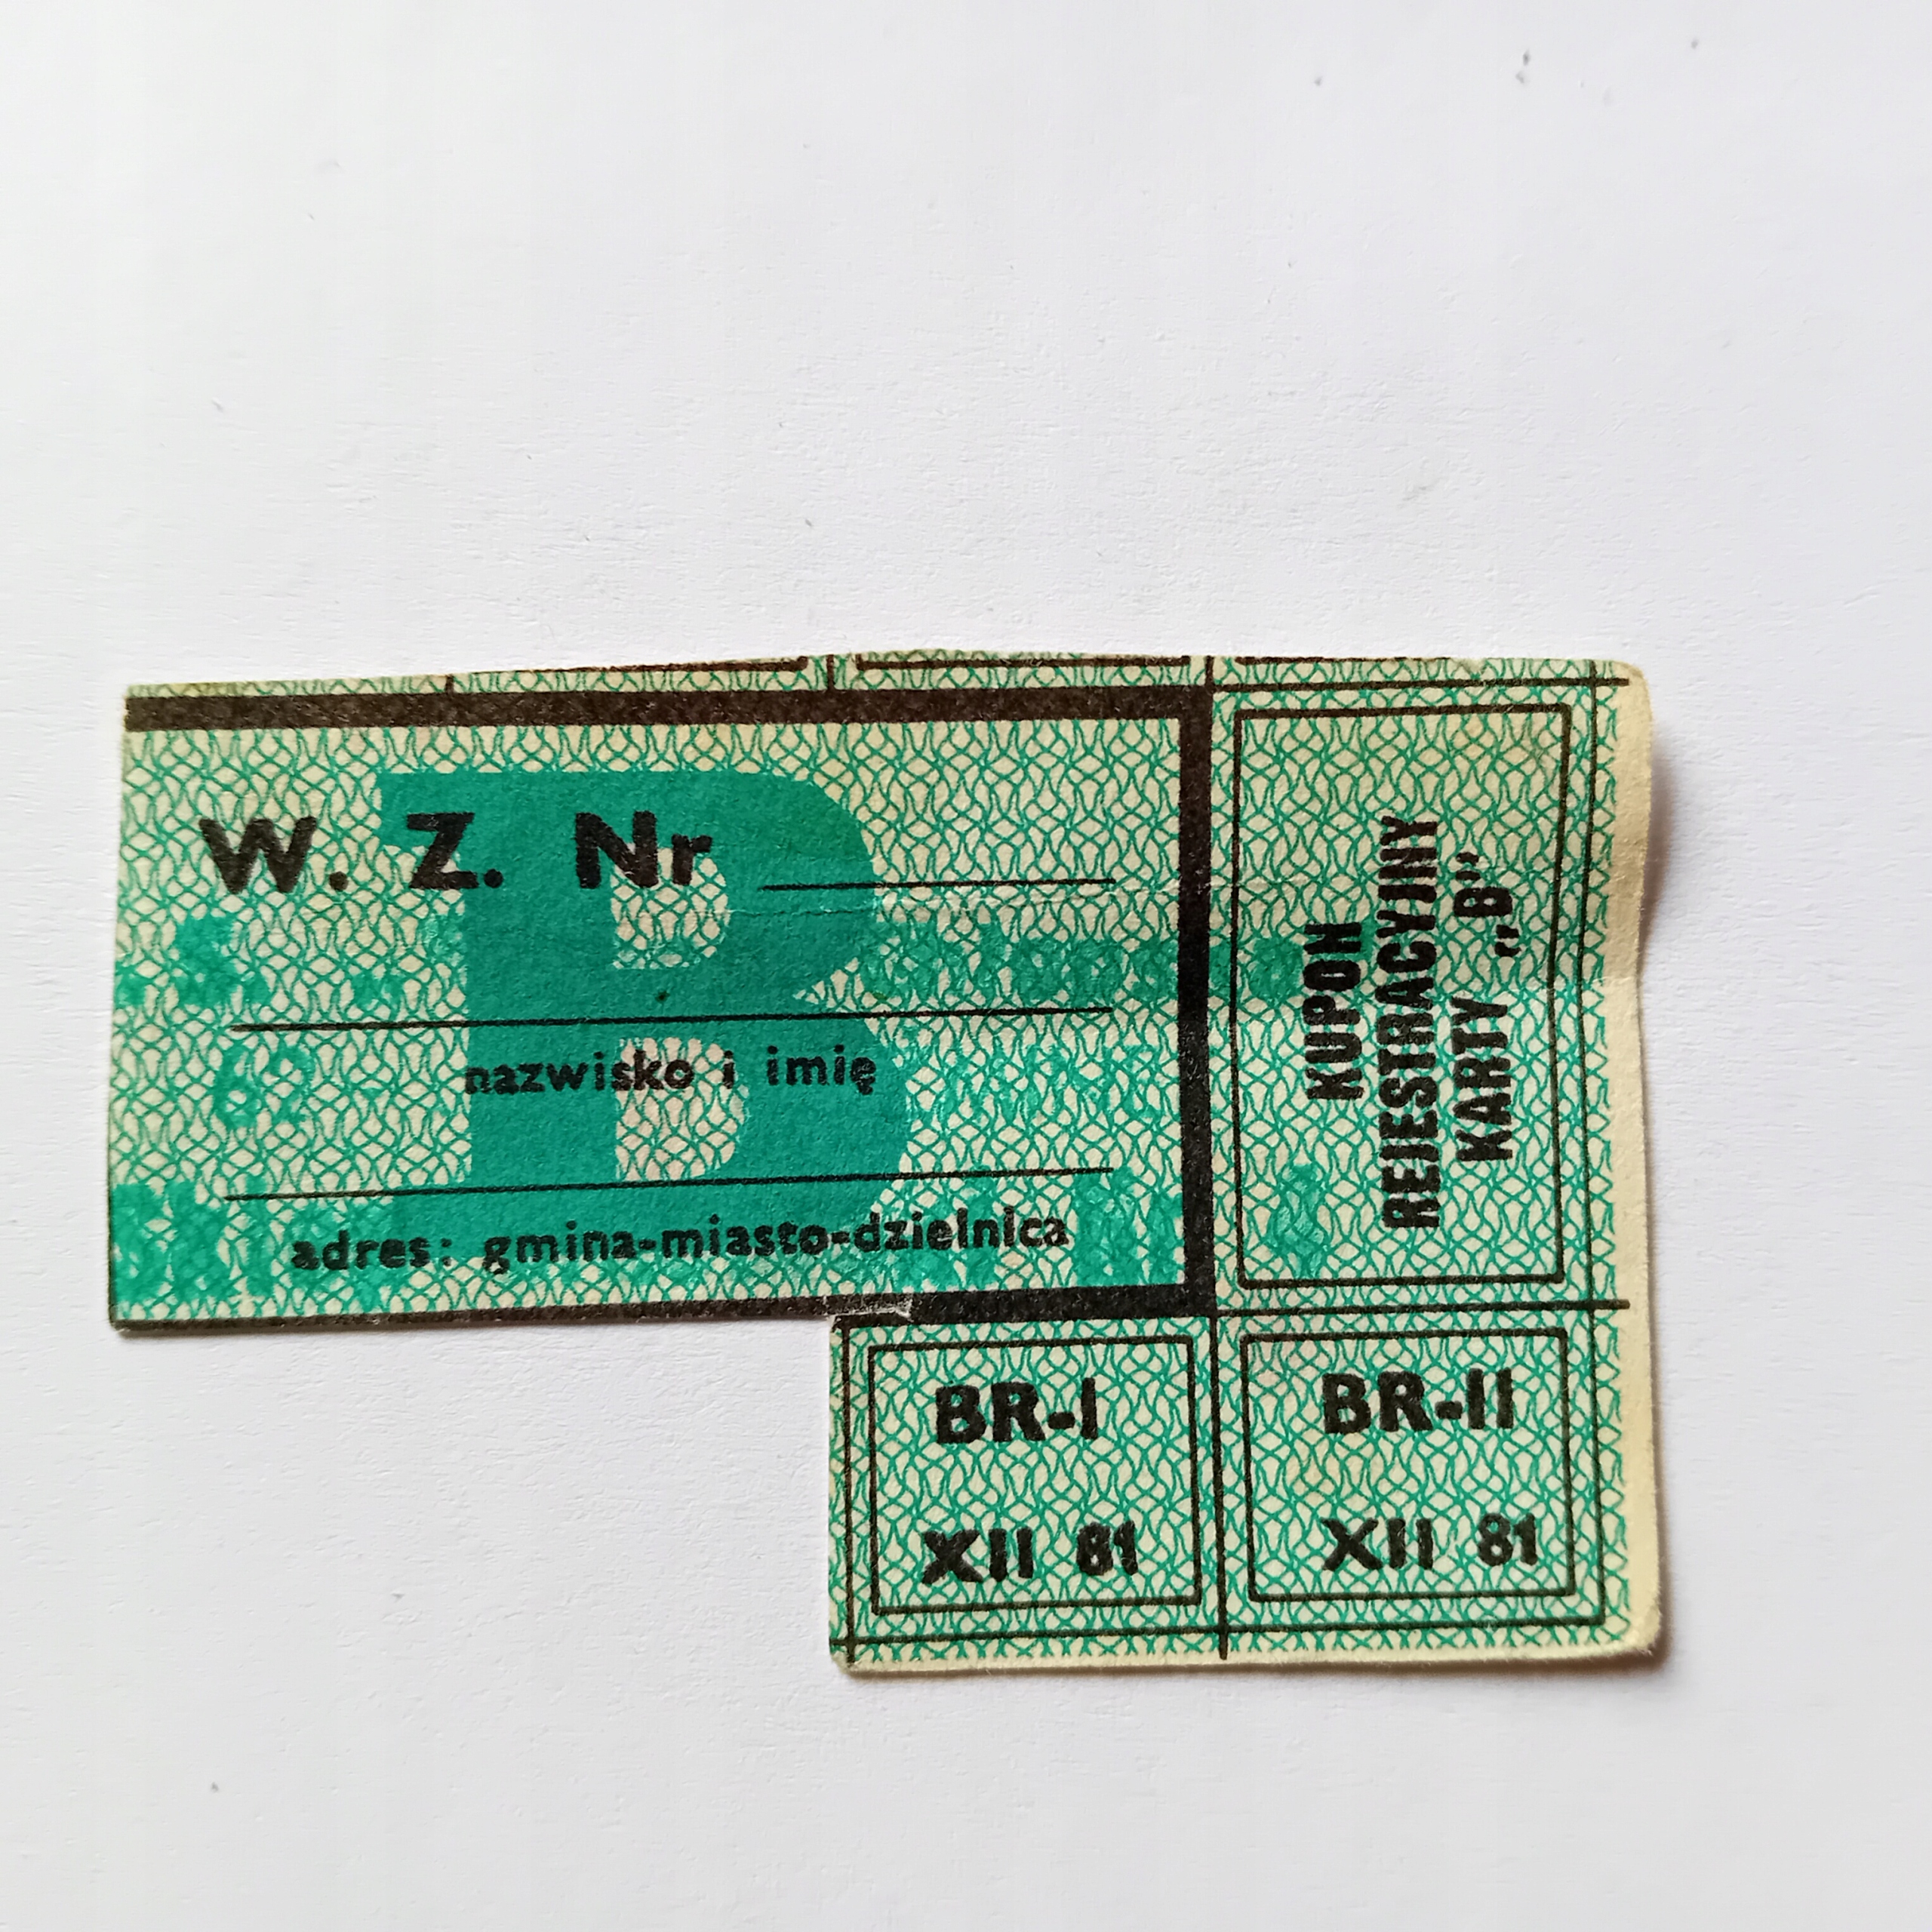 B
W. Z. Nr
nazwisko i imię
adres: gmina-miasto-dzielnica
KUPON
REJESTRACYJNY
KARTY „B”
BR-I
XII 81
BR-II
XII 81